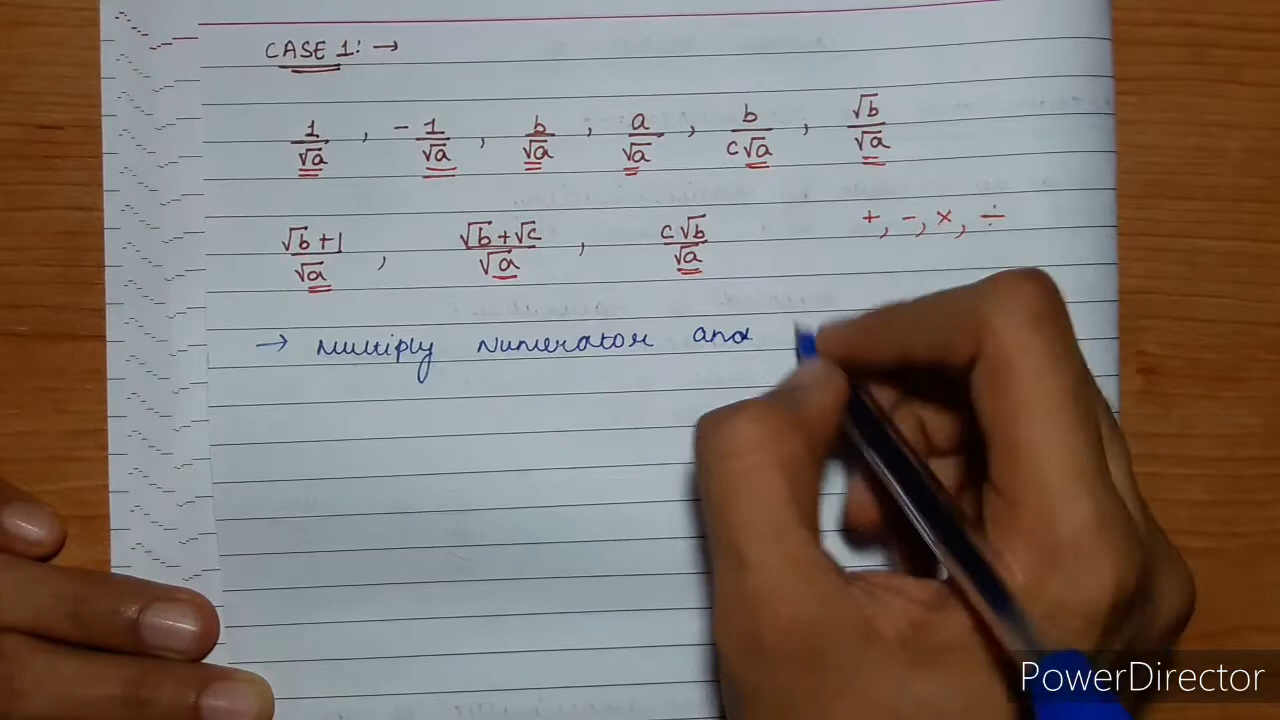 CASE 1: →
1/√a , -1/√a , b/√a , a/√a , b/c√a , √b/√a
√b+1/√a , √b+√c/√a , c√b/√a +, -, ×, ÷
→ Multiply Numerator and
PowerDirector